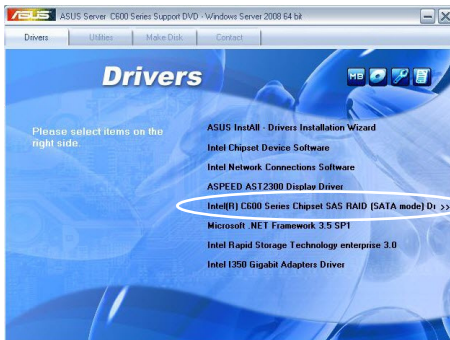 ASUS
ASUS Server C600 Series Support DVD - Windows Server 2008 64 bit
Drivers
Utilities
Make Disk
Contact
Drivers
MB
Please select items on the
right side.
ASUS InstAll - Drivers Installation Wizard
Intel Chipset Device Software
Intel Network Connections Software
ASPEED AST2300 Display Driver
Intel(R) C600 Series Chipset SAS RAID (SATA mode) Dr >>
Microsoft .NET Framework 3.5 SP1
Intel Rapid Storage Technology enterprise 3.0
Intel I350 Gigabit Adapters Driver